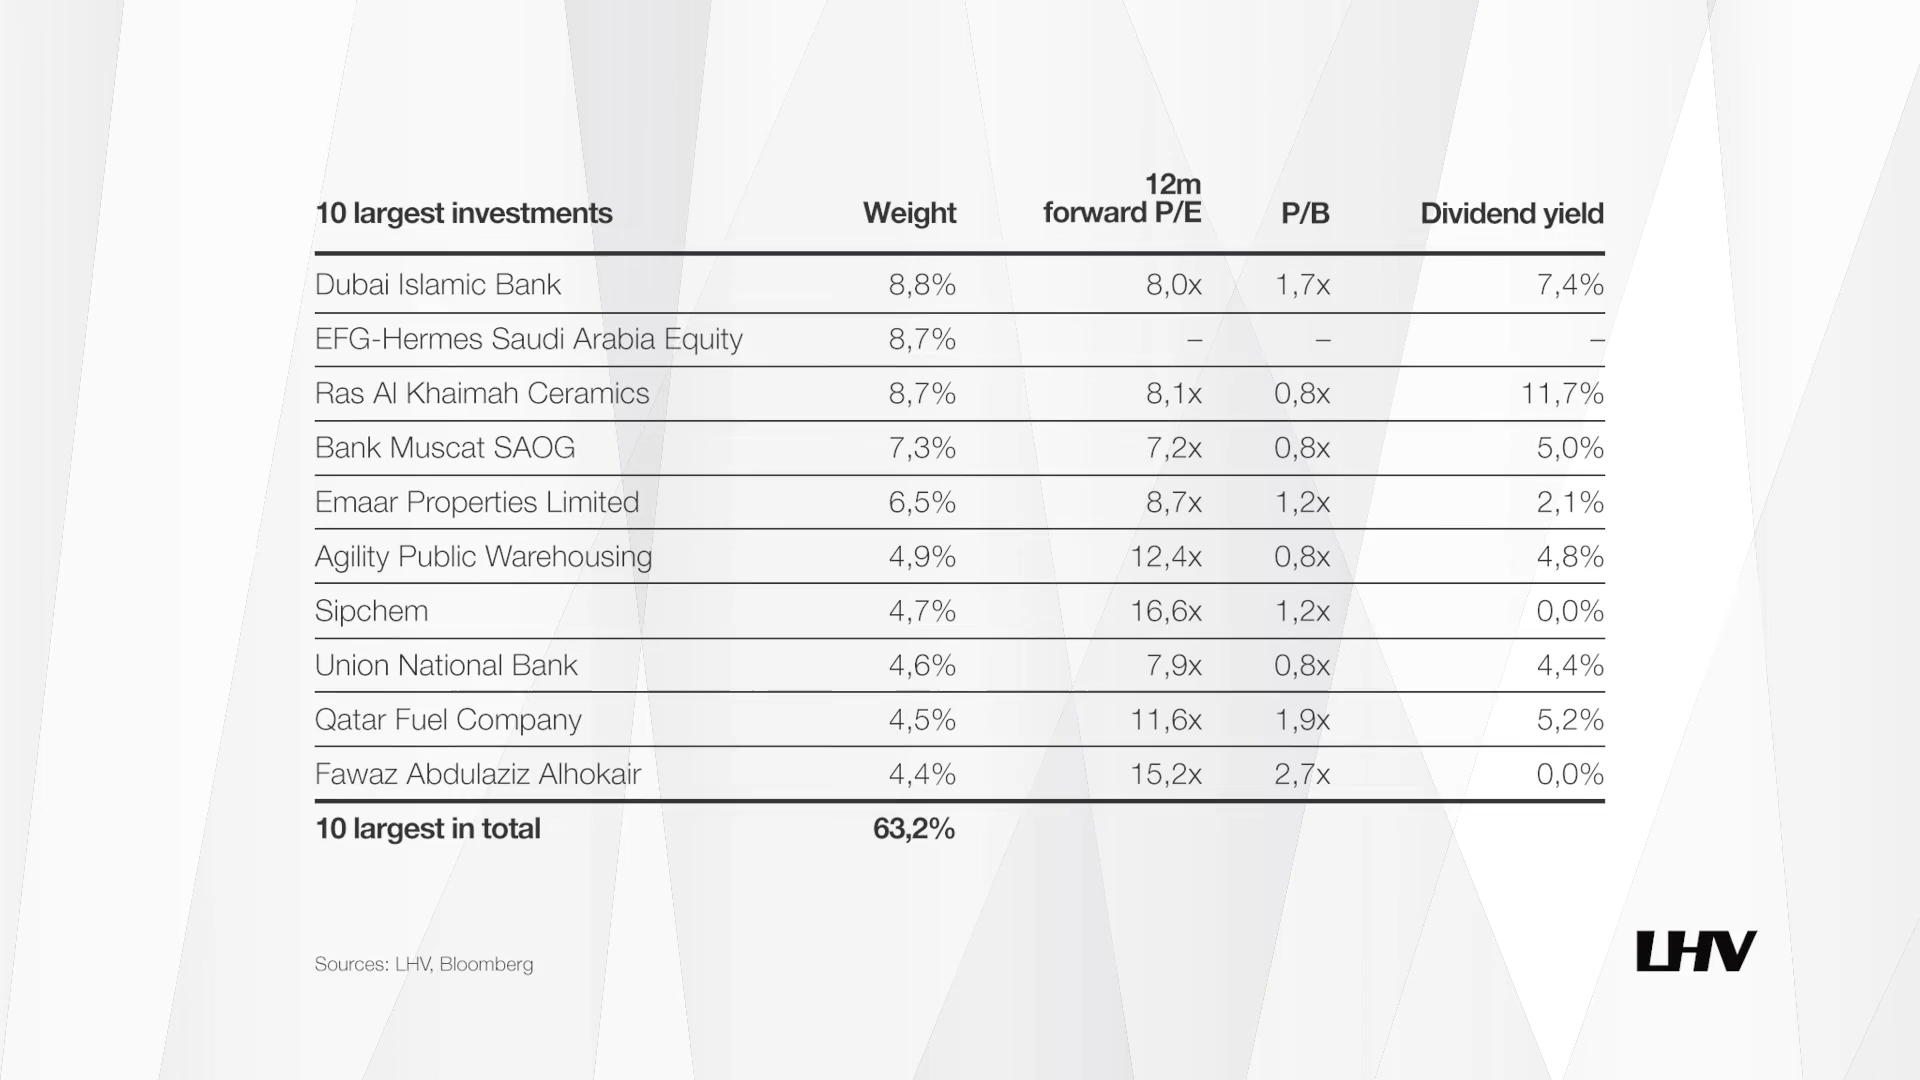 10 largest investments Weight 12m forward P/E P/B Dividend yield
Dubai Islamic Bank 8,8% 8,0x 1,7x 7,4%
EFG-Hermes Saudi Arabia Equity 8,7% – – –
Ras Al Khaimah Ceramics 8,7% 8,1x 0,8x 11,7%
Bank Muscat SAOG 7,3% 7,2x 0,8x 5,0%
Emaar Properties Limited 6,5% 8,7x 1,2x 2,1%
Agility Public Warehousing 4,9% 12,4x 0,8x 4,8%
Sipchem 4,7% 16,6x 1,2x 0,0%
Union National Bank 4,6% 7,9x 0,8x 4,4%
Qatar Fuel Company 4,5% 11,6x 1,9x 5,2%
Fawaz Abdulaziz Alhokair 4,4% 15,2x 2,7x 0,0%
10 largest in total 63,2%
Sources: LHV, Bloomberg
LHV